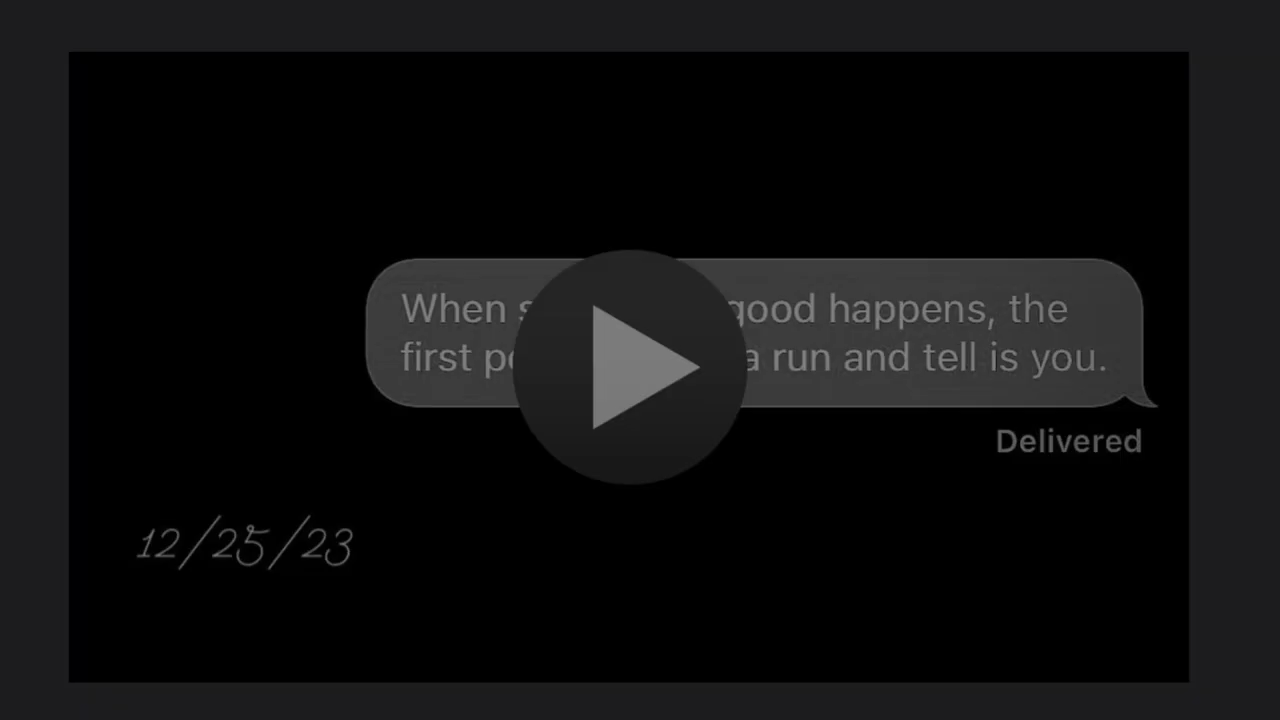 When good happens, the
first a run and tell is you.
Delivered
12/25/23